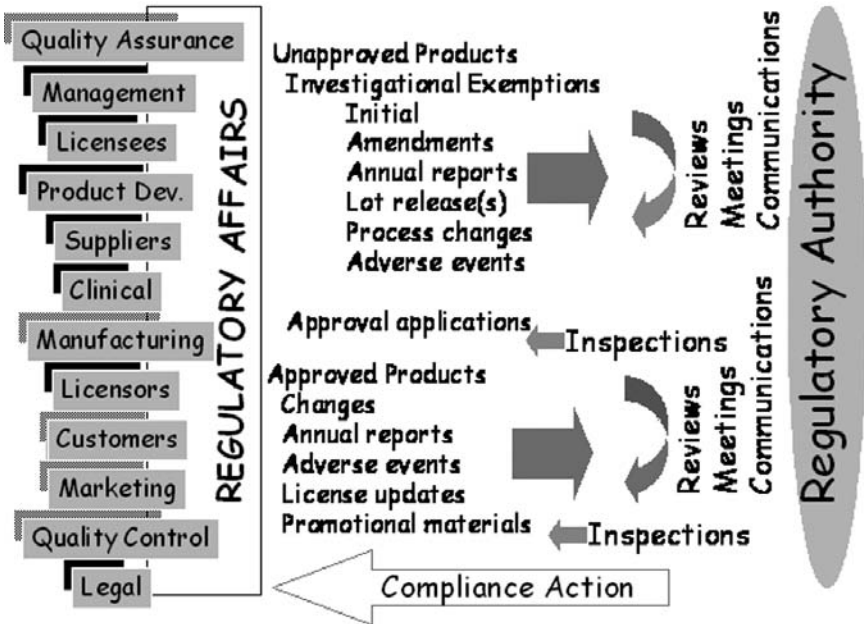 Quality Assurance
Management
Licensees
Product Dev.
Suppliers
Clinical
Manufacturing
Licensors
Customers
Marketing
Quality Control
Legal
REGULATORY AFFAIRS
Unapproved Products
Investigational Exemptions
Initial
Amendments
Annual reports
Lot release(s)
Process changes
Adverse events
Reviews
Meetings
Communications
Approval applications
Inspections
Approved Products
Changes
Annual reports
Adverse events
License updates
Promotional materials
Inspections
Reviews
Meetings
Communications
Compliance Action
Regulatory Authority